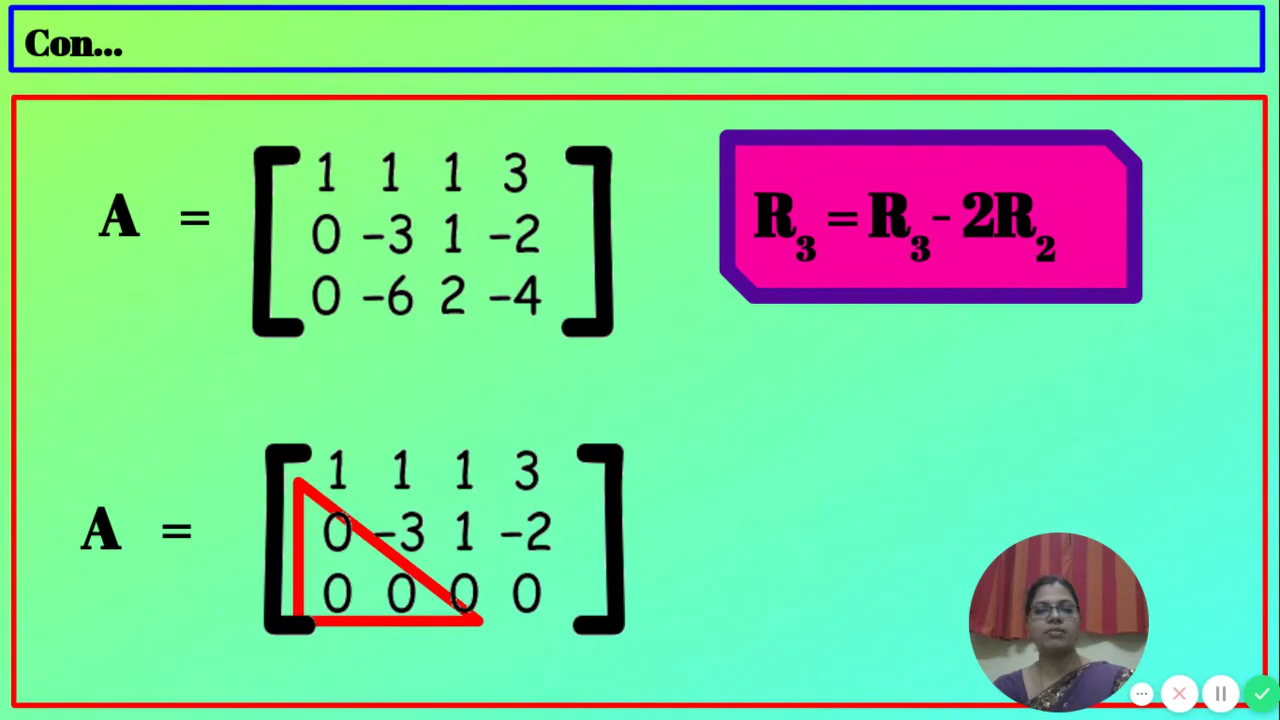 Con...
A = [ 1 1 1 3
0 -3 1 -2
0 -6 2 -4 ]
R₃ = R₃ - 2R₂
A = [ 1 1 1 3
0 -3 1 -2
0 0 0 0 ]